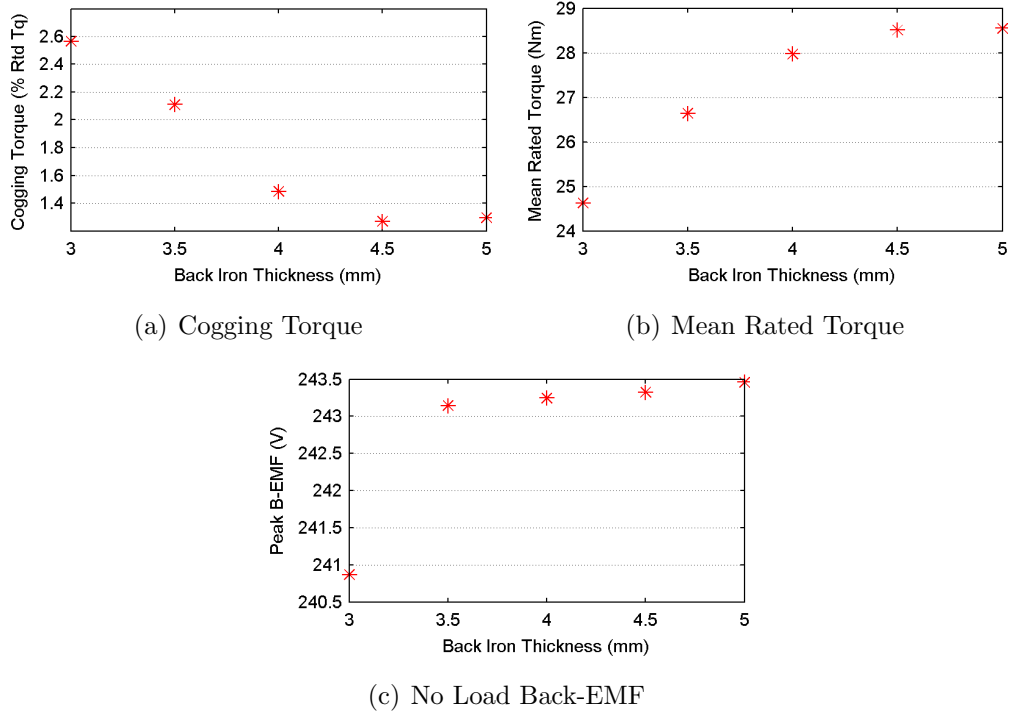 2.6
2.4
2.2
2
1.8
1.6
1.4
Cogging Torque (% Rtd Tq)
3 3.5 4 4.5 5
Back Iron Thickness (mm)
(a) Cogging Torque
29
28
27
26
25
24
Mean Rated Torque (Nm)
3 3.5 4 4.5 5
Back Iron Thickness (mm)
(b) Mean Rated Torque
243.5
243
242.5
242
241.5
241
240.5
Peak B-EMF (V)
3 3.5 4 4.5 5
Back Iron Thickness (mm)
(c) No Load Back-EMF